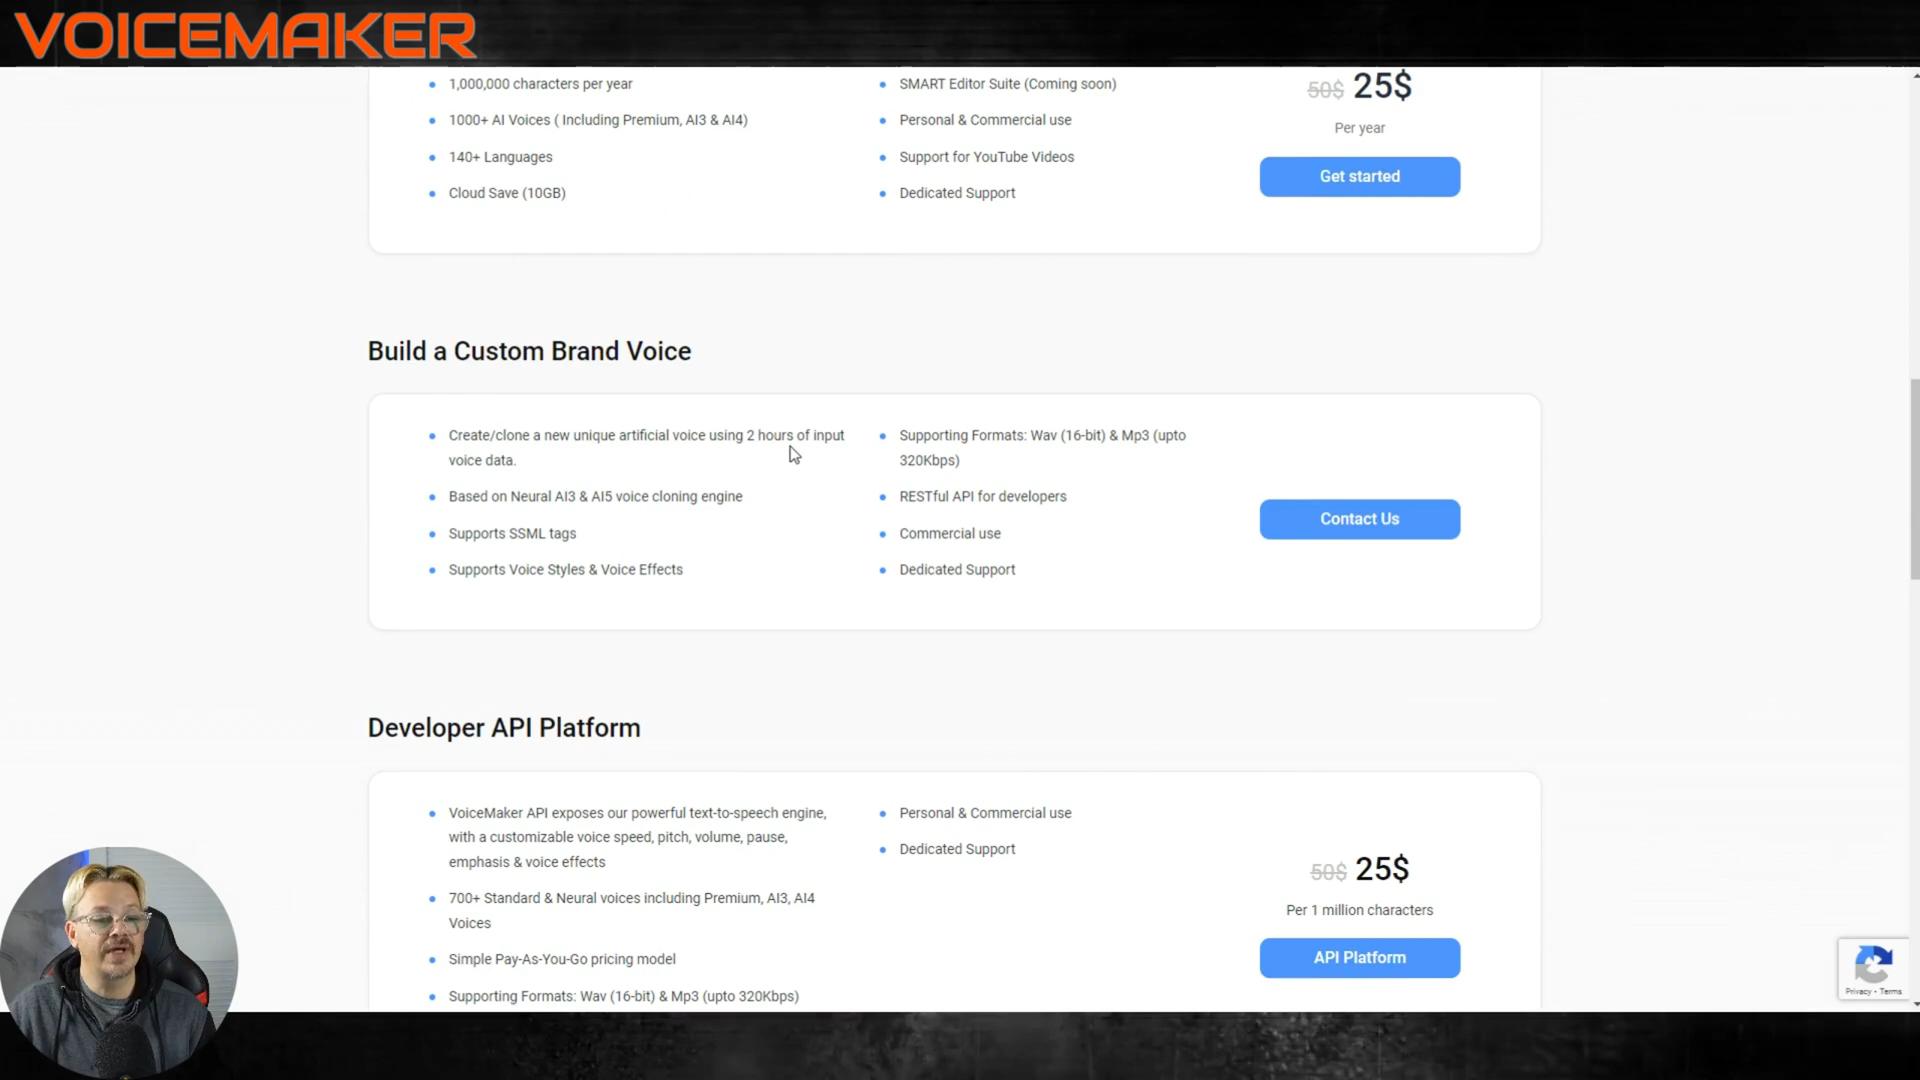 VOICEMAKER
1,000,000 characters per year
1000+ AI Voices ( Including Premium, AI3 & AI4)
140+ Languages
Cloud Save (10GB)
SMART Editor Suite (Coming soon)
Personal & Commercial use
Support for YouTube Videos
Dedicated Support
50$ 25$
Per year
Get started
Build a Custom Brand Voice
Create/clone a new unique artificial voice using 2 hours of input
voice data.
Based on Neural AI3 & AI5 voice cloning engine
Supports SSML tags
Supports Voice Styles & Voice Effects
Supporting Formats: Wav (16-bit) & Mp3 (upto
320Kbps)
RESTful API for developers
Commercial use
Dedicated Support
Contact Us
Developer API Platform
VoiceMaker API exposes our powerful text-to-speech engine,
with a customizable voice speed, pitch, volume, pause,
emphasis & voice effects
700+ Standard & Neural voices including Premium, AI3, AI4
Voices
Simple Pay-As-You-Go pricing model
Supporting Formats: Wav (16-bit) & Mp3 (upto 320Kbps)
Personal & Commercial use
Dedicated Support
50$ 25$
Per 1 million characters
API Platform
Privacy - Terms